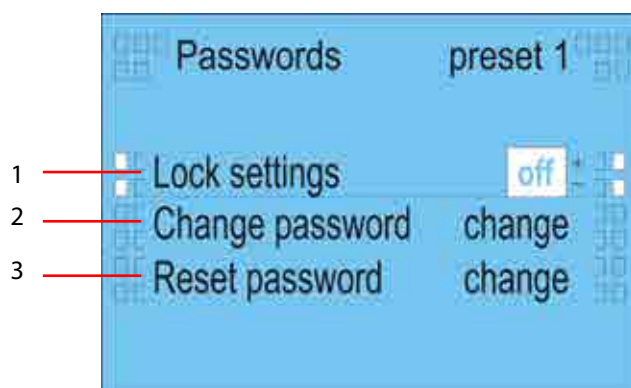 Passwords preset 1
1 Lock settings off + −
2 Change password change
3 Reset password change